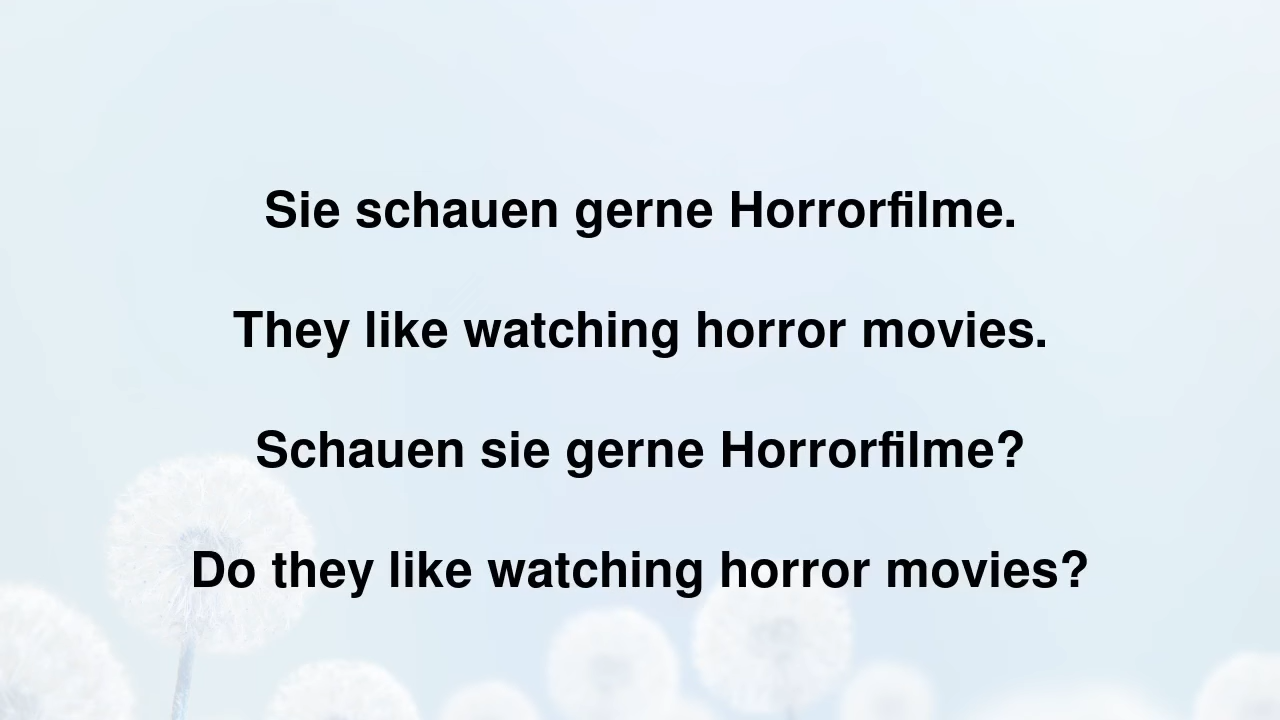 Sie schauen gerne Horrorfilme.
They like watching horror movies.
Schauen sie gerne Horrorfilme?
Do they like watching horror movies?